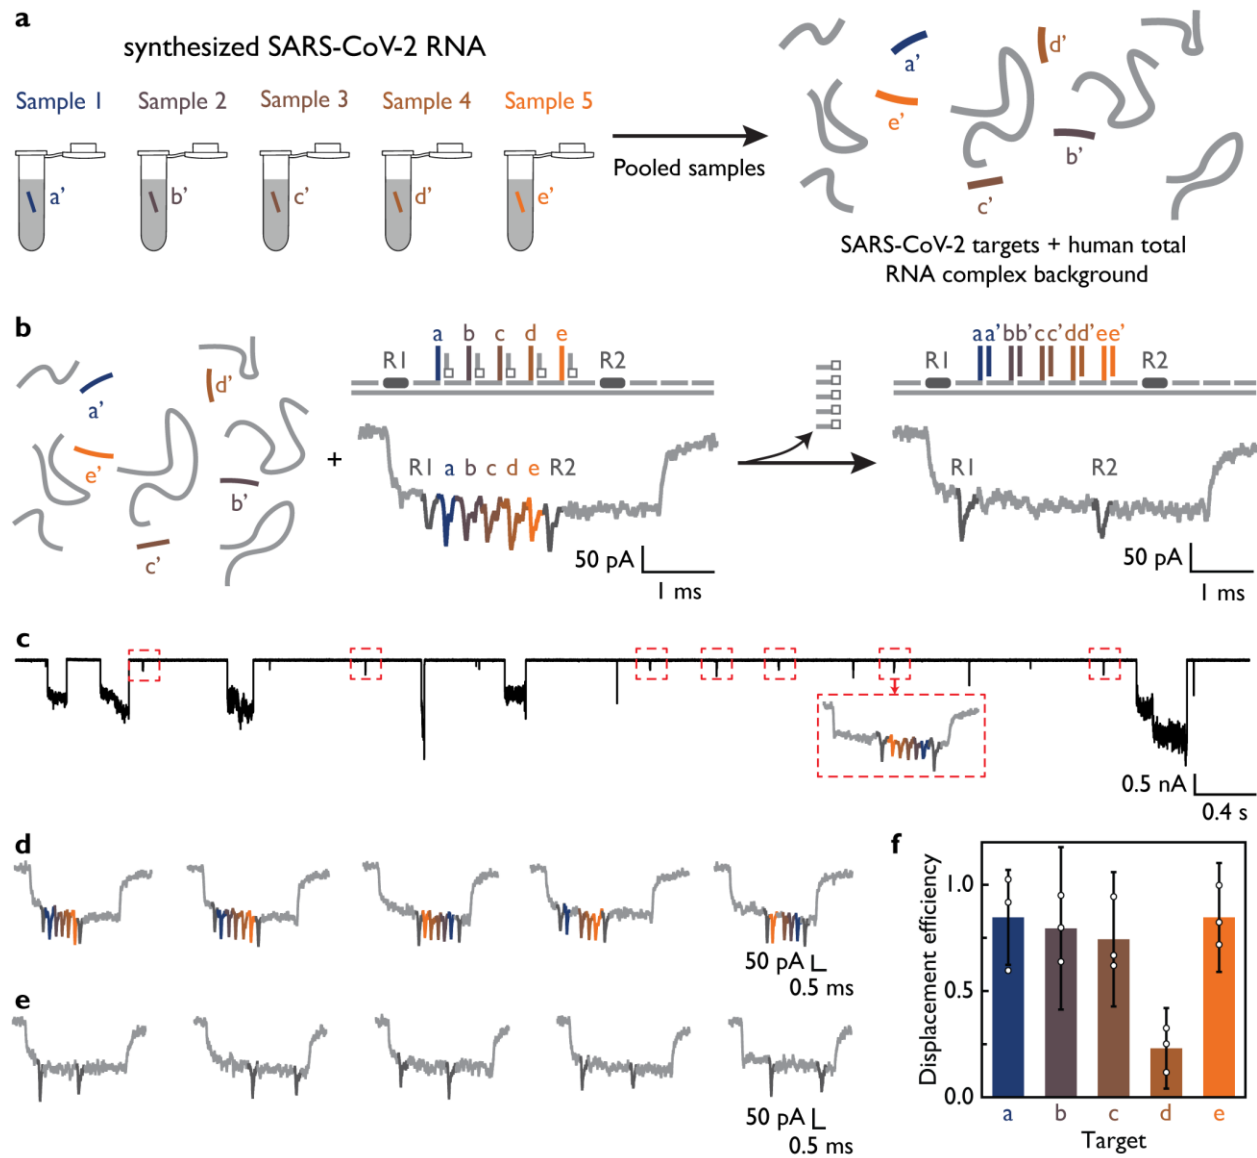 a
synthesized SARS-CoV-2 RNA
Sample 1 Sample 2 Sample 3 Sample 4 Sample 5
a' b' c' d' e'
Pooled samples
a' d'
e' b'
c'
SARS-CoV-2 targets + human total
RNA complex background
b
a' d'
e' b'
c'
+
a b c d e
R1 R2
R1 a b c d e R2
50 pA
1 ms
aa' bb' cc' dd' ee'
R1 R2
R1 R2
50 pA
1 ms
c
0.5 nA
0.4 s
d
50 pA
0.5 ms
e
50 pA
0.5 ms
f
Displacement efficiency
1.0
0.5
0.0
a b c d e
Target